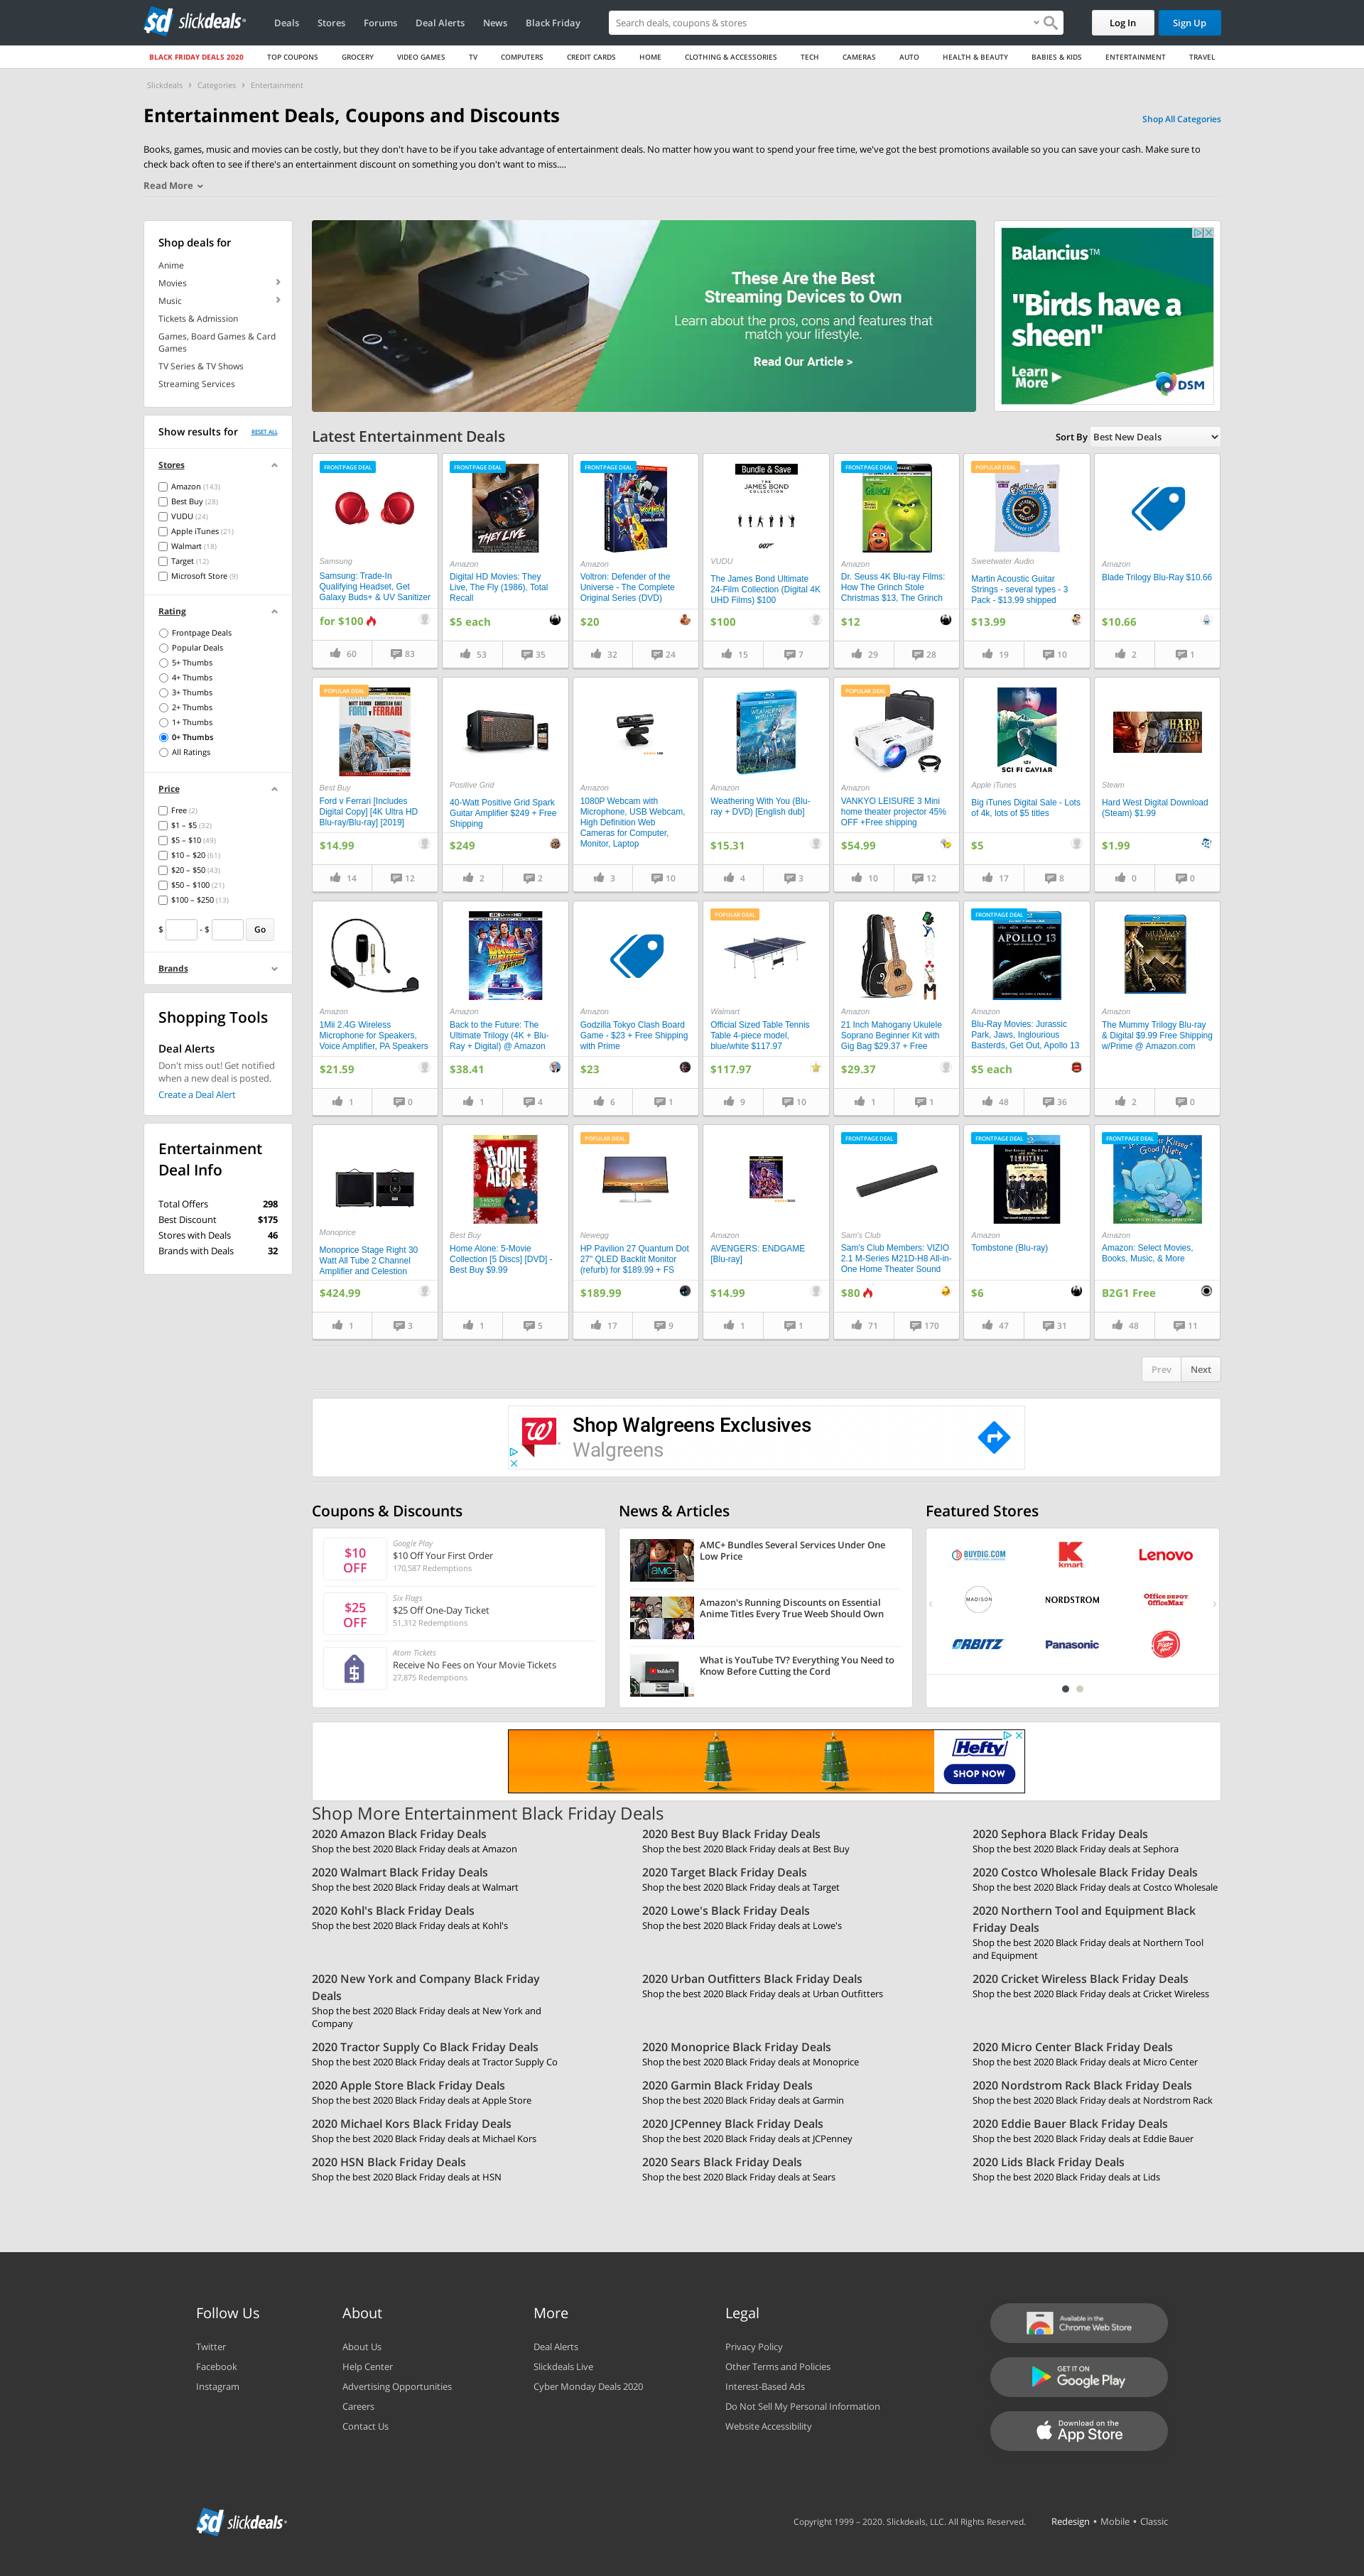 sd slickdeals
Deals Stores Forums Deal Alerts News Black Friday
Search deals, coupons & stores
Log In Sign Up
BLACK FRIDAY DEALS 2020 TOP COUPONS GROCERY VIDEO GAMES TV COMPUTERS CREDIT CARDS HOME CLOTHING & ACCESSORIES TECH CAMERAS AUTO HEALTH & BEAUTY BABIES & KIDS ENTERTAINMENT TRAVEL
Slickdeals › Categories › Entertainment
Entertainment Deals, Coupons and Discounts
Shop All Categories
Books, games, music and movies can be costly, but they don't have to be if you take advantage of entertainment deals. No matter how you want to spend your free time, we've got the best promotions available so you can save your cash. Make sure to
check back often to see if there's an entertainment discount on something you don't want to miss....
Read More
Shop deals for
Anime
Movies
Music
Tickets & Admission
Games, Board Games & Card
Games
TV Series & TV Shows
Streaming Services
These Are the Best
Streaming Devices to Own
Learn about the pros, cons and features that
match your lifestyle.
Read Our Article >
Balancius™
"Birds have a
sheen"
Learn
More
DSM
Show results for RESET ALL
Stores
Amazon (143)
Best Buy (28)
VUDU (24)
Apple iTunes (21)
Walmart (18)
Target (12)
Microsoft Store (9)
Rating
Frontpage Deals
Popular Deals
5+ Thumbs
4+ Thumbs
3+ Thumbs
2+ Thumbs
1+ Thumbs
0+ Thumbs
All Ratings
Price
Free (2)
$1 – $5 (32)
$5 – $10 (49)
$10 – $20 (61)
$20 – $50 (43)
$50 – $100 (21)
$100 – $250 (13)
$ - $ Go
Brands
Shopping Tools
Deal Alerts
Don't miss out! Get notified
when a new deal is posted.
Create a Deal Alert
Entertainment
Deal Info
Total Offers 298
Best Discount $175
Stores with Deals 46
Brands with Deals 32
Latest Entertainment Deals
Sort By Best New Deals
FRONTPAGE DEAL
Samsung
Samsung: Trade-In
Qualifying Headset, Get
Galaxy Buds+ & UV Sanitizer
for $100
60 83
FRONTPAGE DEAL
THEY LIVE
Amazon
Digital HD Movies: They
Live, The Fly (1986), Total
Recall
$5 each
53 35
FRONTPAGE DEAL
Amazon
Voltron: Defender of the
Universe - The Complete
Original Series (DVD)
$20
32 24
Bundle & Save
THE
JAMES BOND
COLLECTION
007
VUDU
The James Bond Ultimate
24-Film Collection (Digital 4K
UHD Films) $100
$100
15 7
FRONTPAGE DEAL
GRINCH
Amazon
Dr. Seuss 4K Blu-ray Films:
How The Grinch Stole
Christmas $13, The Grinch
$12
29 28
POPULAR DEAL
Sweetwater Audio
Martin Acoustic Guitar
Strings - several types - 3
Pack - $13.99 shipped
$13.99
19 10
Amazon
Blade Trilogy Blu-Ray $10.66
$10.66
2 1
POPULAR DEAL
FORD v FERRARI
Best Buy
Ford v Ferrari [Includes
Digital Copy] [4K Ultra HD
Blu-ray/Blu-ray] [2019]
$14.99
14 12
Positive Grid
40-Watt Positive Grid Spark
Guitar Amplifier $249 + Free
Shipping
$249
2 2
Amazon
1080P Webcam with
Microphone, USB Webcam,
High Definition Web
Cameras for Computer,
Monitor, Laptop
3 10
Amazon
Weathering With You (Blu-
ray + DVD) [English dub]
$15.31
4 3
POPULAR DEAL
Amazon
VANKYO LEISURE 3 Mini
home theater projector 45%
OFF +Free shipping
$54.99
10 12
SCI FI CAVIAR
Apple iTunes
Big iTunes Digital Sale - Lots
of 4k, lots of $5 titles
$5
17 8
HARD WEST
Steam
Hard West Digital Download
(Steam) $1.99
$1.99
0 0
Amazon
1Mii 2.4G Wireless
Microphone for Speakers,
Voice Amplifier, PA Speakers
$21.59
1 0
BACK TO THE FUTURE
Amazon
Back to the Future: The
Ultimate Trilogy (4K + Blu-
Ray + Digital) @ Amazon
$38.41
1 4
Amazon
Godzilla Tokyo Clash Board
Game - $23 + Free Shipping
with Prime
$23
6 1
POPULAR DEAL
Walmart
Official Sized Table Tennis
Table 4-piece model,
blue/white $117.97
$117.97
9 10
Amazon
21 Inch Mahogany Ukulele
Soprano Beginner Kit with
Gig Bag $29.37 + Free
$29.37
1 1
FRONTPAGE DEAL
APOLLO 13
Amazon
Blu-Ray Movies: Jurassic
Park, Jaws, Inglourious
Basterds, Get Out, Apollo 13
$5 each
48 36
Amazon
The Mummy Trilogy Blu-ray
& Digital $9.99 Free Shipping
w/Prime @ Amazon.com
2 0
Monoprice
Monoprice Stage Right 30
Watt All Tube 2 Channel
Amplifier and Celestion
$424.99
1 3
HOME ALONE
Best Buy
Home Alone: 5-Movie
Collection [5 Discs] [DVD] -
Best Buy $9.99
1 5
POPULAR DEAL
Newegg
HP Pavilion 27 Quantum Dot
27" QLED Backlit Monitor
(refurb) for $189.99 + FS
$189.99
17 9
Amazon
AVENGERS: ENDGAME
[Blu-ray]
$14.99
1 1
FRONTPAGE DEAL
Sam's Club
Sam's Club Members: VIZIO
2.1 M-Series M21D-H8 All-in-
One Home Theater Sound
$80
71 170
FRONTPAGE DEAL
TOMBSTONE
Amazon
Tombstone (Blu-ray)
$6
47 31
FRONTPAGE DEAL
Kissed
Good Night
Amazon
Amazon: Select Movies,
Books, Music, & More
B2G1 Free
48 11
Prev Next
Shop Walgreens Exclusives
Walgreens
Coupons & Discounts
$10
OFF
Google Play
$10 Off Your First Order
170,587 Redemptions
$25
OFF
Six Flags
$25 Off One-Day Ticket
51,312 Redemptions
Atom Tickets
Receive No Fees on Your Movie Tickets
27,875 Redemptions
News & Articles
amc
AMC+ Bundles Several Services Under One
Low Price
Amazon's Running Discounts on Essential
Anime Titles Every True Weeb Should Own
YouTube TV
What is YouTube TV? Everything You Need to
Know Before Cutting the Cord
Featured Stores
BUYDIG.COM kmart Lenovo
MADISON NORDSTROM Office DEPOT
OfficeMax
ORBITZ Panasonic Pizza Hut
Hefty
SHOP NOW
Shop More Entertainment Black Friday Deals
2020 Amazon Black Friday Deals
Shop the best 2020 Black Friday deals at Amazon
2020 Best Buy Black Friday Deals
Shop the best 2020 Black Friday deals at Best Buy
2020 Sephora Black Friday Deals
Shop the best 2020 Black Friday deals at Sephora
2020 Walmart Black Friday Deals
Shop the best 2020 Black Friday deals at Walmart
2020 Target Black Friday Deals
Shop the best 2020 Black Friday deals at Target
2020 Costco Wholesale Black Friday Deals
Shop the best 2020 Black Friday deals at Costco Wholesale
2020 Kohl's Black Friday Deals
Shop the best 2020 Black Friday deals at Kohl's
2020 Lowe's Black Friday Deals
Shop the best 2020 Black Friday deals at Lowe's
2020 Northern Tool and Equipment Black
Friday Deals
Shop the best 2020 Black Friday deals at Northern Tool
and Equipment
2020 New York and Company Black Friday
Deals
Shop the best 2020 Black Friday deals at New York and
Company
2020 Urban Outfitters Black Friday Deals
Shop the best 2020 Black Friday deals at Urban Outfitters
2020 Cricket Wireless Black Friday Deals
Shop the best 2020 Black Friday deals at Cricket Wireless
2020 Tractor Supply Co Black Friday Deals
Shop the best 2020 Black Friday deals at Tractor Supply Co
2020 Monoprice Black Friday Deals
Shop the best 2020 Black Friday deals at Monoprice
2020 Micro Center Black Friday Deals
Shop the best 2020 Black Friday deals at Micro Center
2020 Apple Store Black Friday Deals
Shop the best 2020 Black Friday deals at Apple Store
2020 Garmin Black Friday Deals
Shop the best 2020 Black Friday deals at Garmin
2020 Nordstrom Rack Black Friday Deals
Shop the best 2020 Black Friday deals at Nordstrom Rack
2020 Michael Kors Black Friday Deals
Shop the best 2020 Black Friday deals at Michael Kors
2020 JCPenney Black Friday Deals
Shop the best 2020 Black Friday deals at JCPenney
2020 Eddie Bauer Black Friday Deals
Shop the best 2020 Black Friday deals at Eddie Bauer
2020 HSN Black Friday Deals
Shop the best 2020 Black Friday deals at HSN
2020 Sears Black Friday Deals
Shop the best 2020 Black Friday deals at Sears
2020 Lids Black Friday Deals
Shop the best 2020 Black Friday deals at Lids
Follow Us
Twitter
Facebook
Instagram
About
About Us
Help Center
Advertising Opportunities
Careers
Contact Us
More
Deal Alerts
Slickdeals Live
Cyber Monday Deals 2020
Legal
Privacy Policy
Other Terms and Policies
Interest-Based Ads
Do Not Sell My Personal Information
Website Accessibility
Available in the
Chrome Web Store
GET IT ON
Google Play
Download on the
App Store
sd slickdeals
Copyright 1999 – 2020. Slickdeals, LLC. All Rights Reserved. Redesign • Mobile • Classic